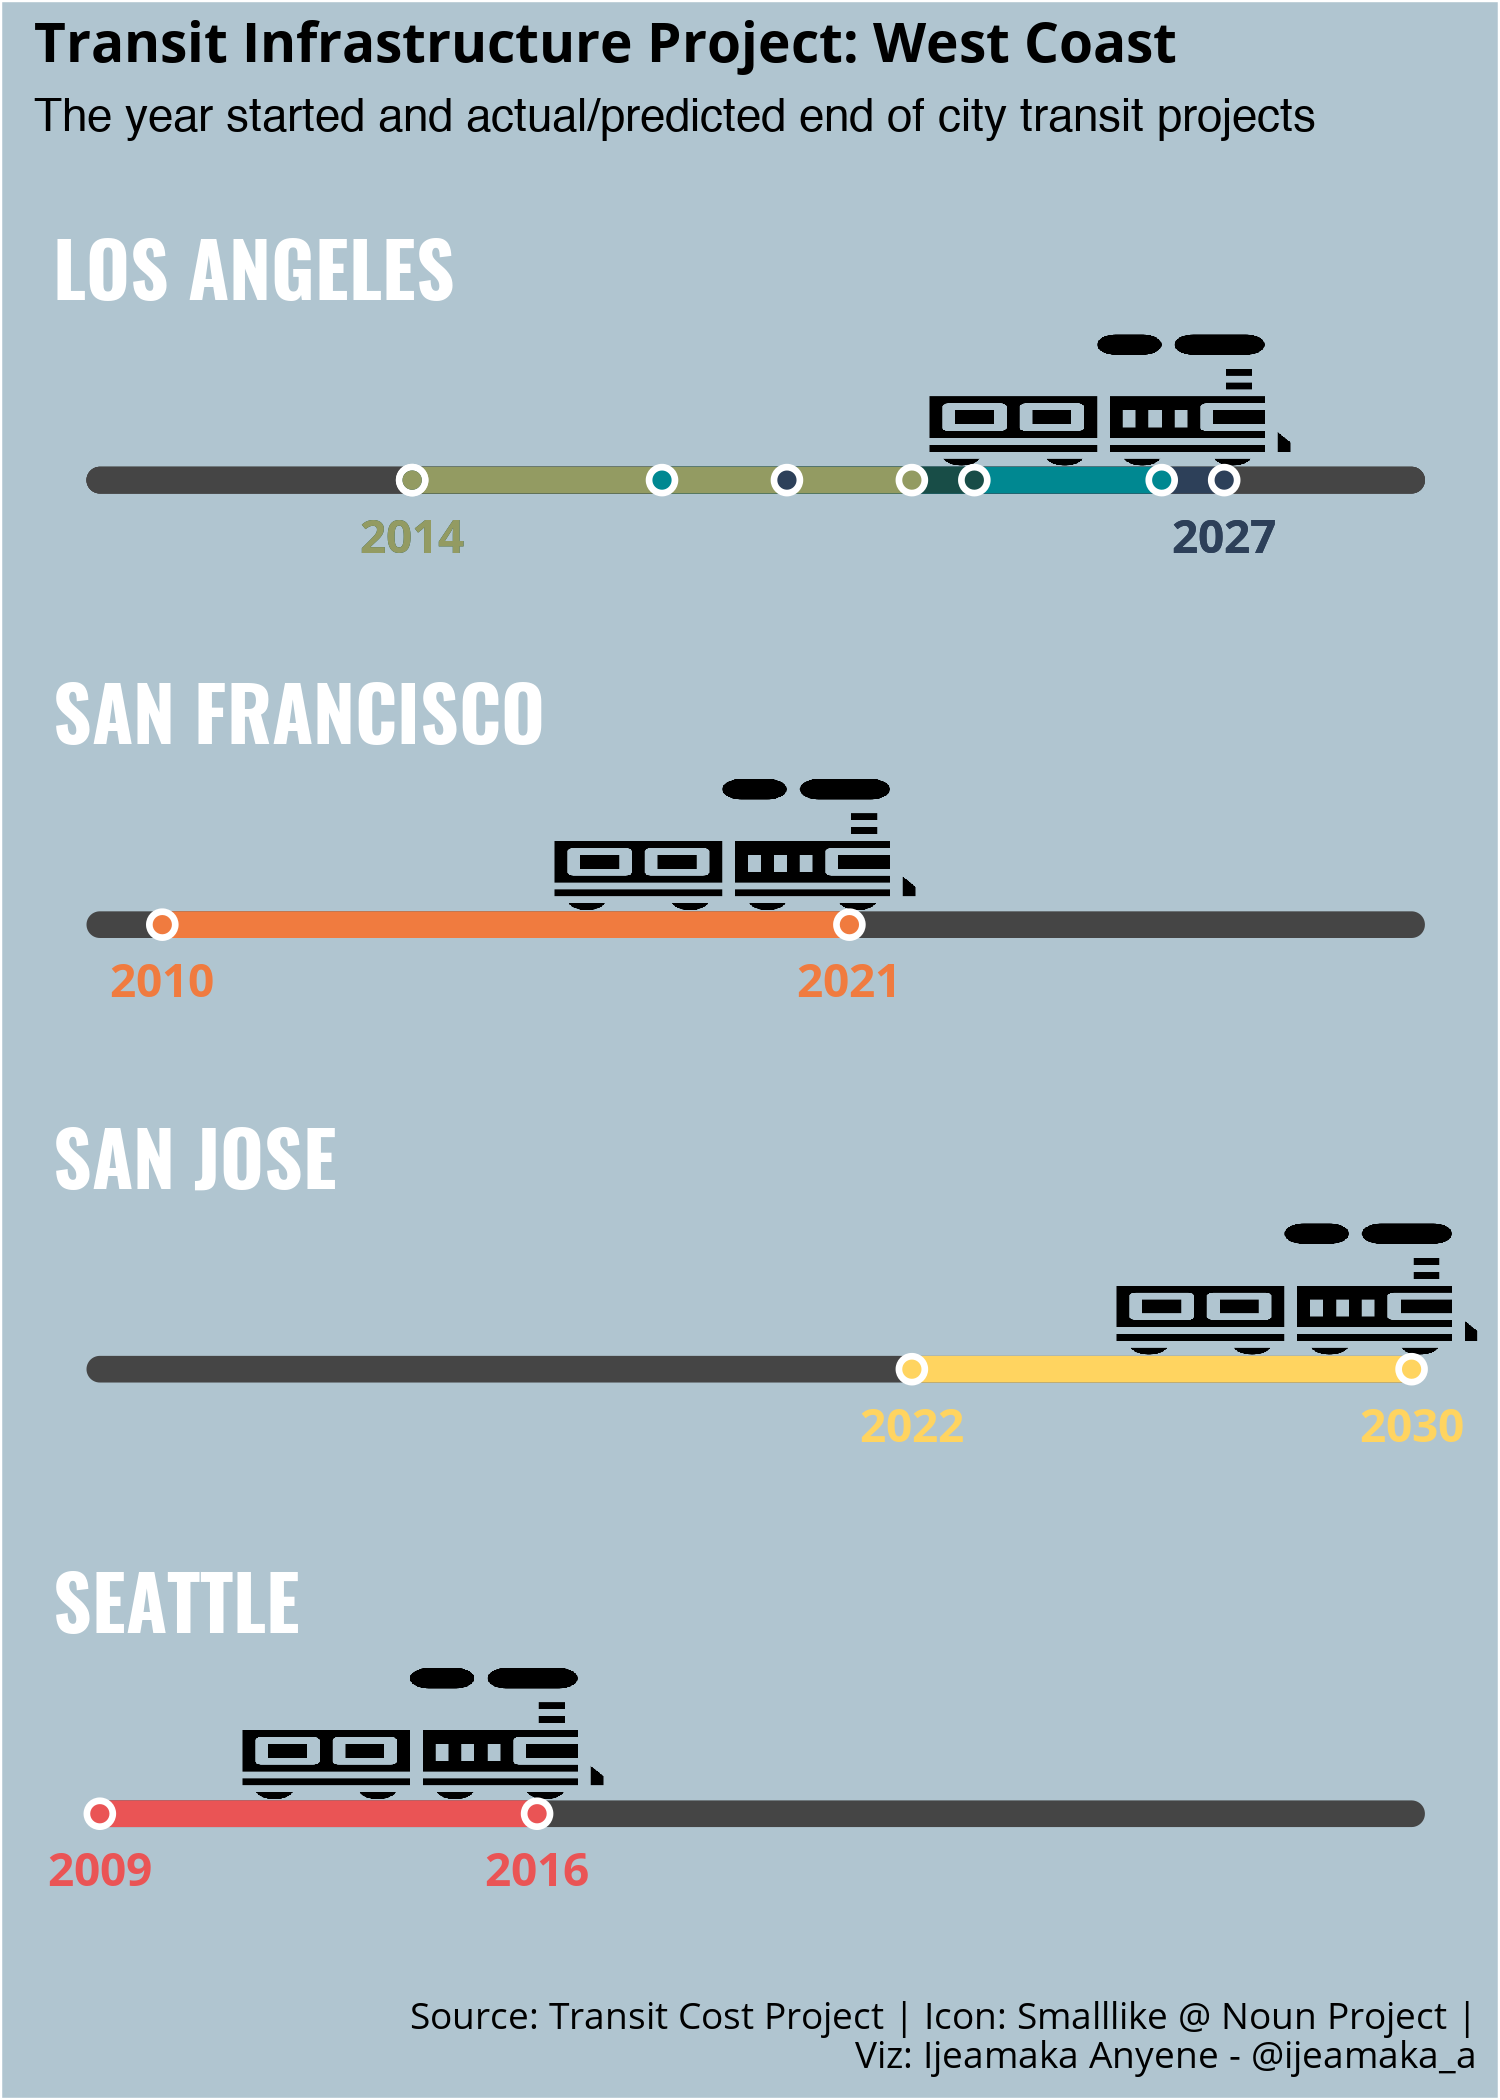 Transit Infrastructure Project: West Coast
The year started and actual/predicted end of city transit projects
LOS ANGELES
2014 2027
SAN FRANCISCO
2010 2021
SAN JOSE
2022 2030
SEATTLE
2009 2016
Source: Transit Cost Project | Icon: Smalllike @ Noun Project |
Viz: Ijeamaka Anyene - @ijeamaka_a